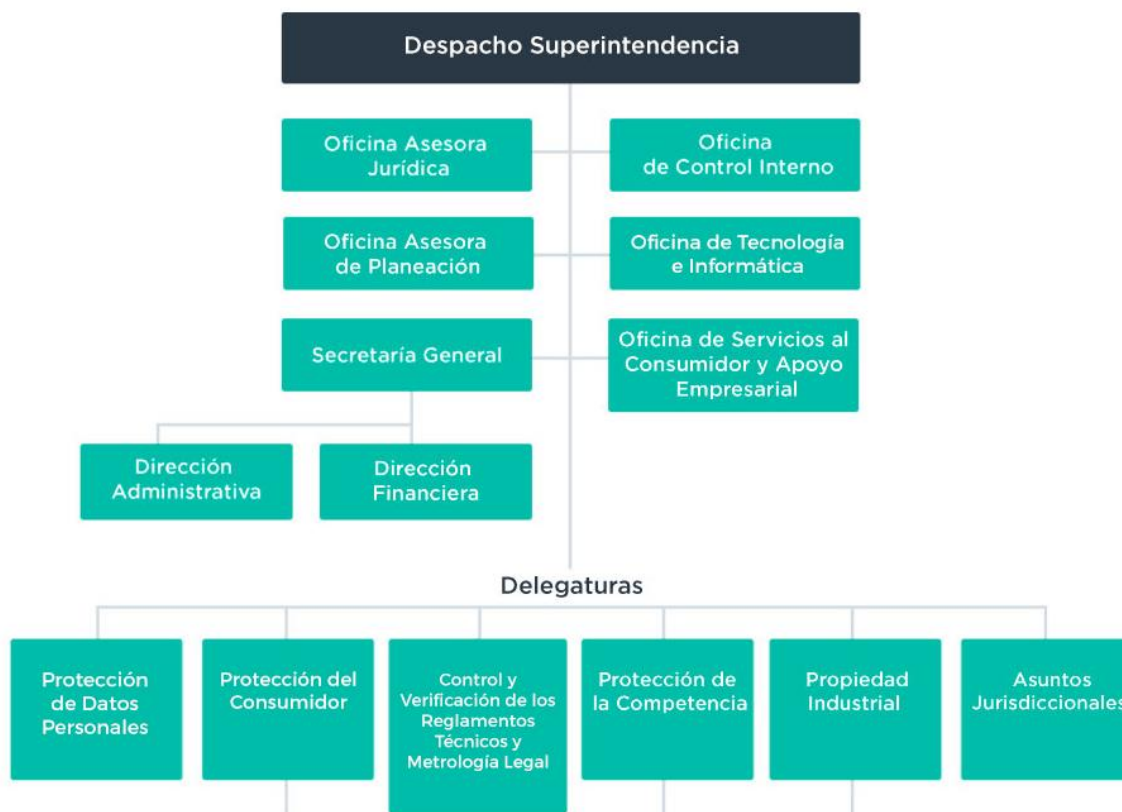 Despacho Superintendencia
Oficina Asesora
Jurídica
Oficina
de Control Interno
Oficina Asesora
de Planeación
Oficina de Tecnología
e Informática
Secretaría General
Oficina de Servicios al
Consumidor y Apoyo
Empresarial
Dirección
Administrativa
Dirección
Financiera
Delegaturas
Protección
de Datos
Personales
Protección del
Consumidor
Control y
Verificación de los
Reglamentos
Técnicos y
Metrología Legal
Protección de
la Competencia
Propiedad
Industrial
Asuntos
Jurisdiccionales